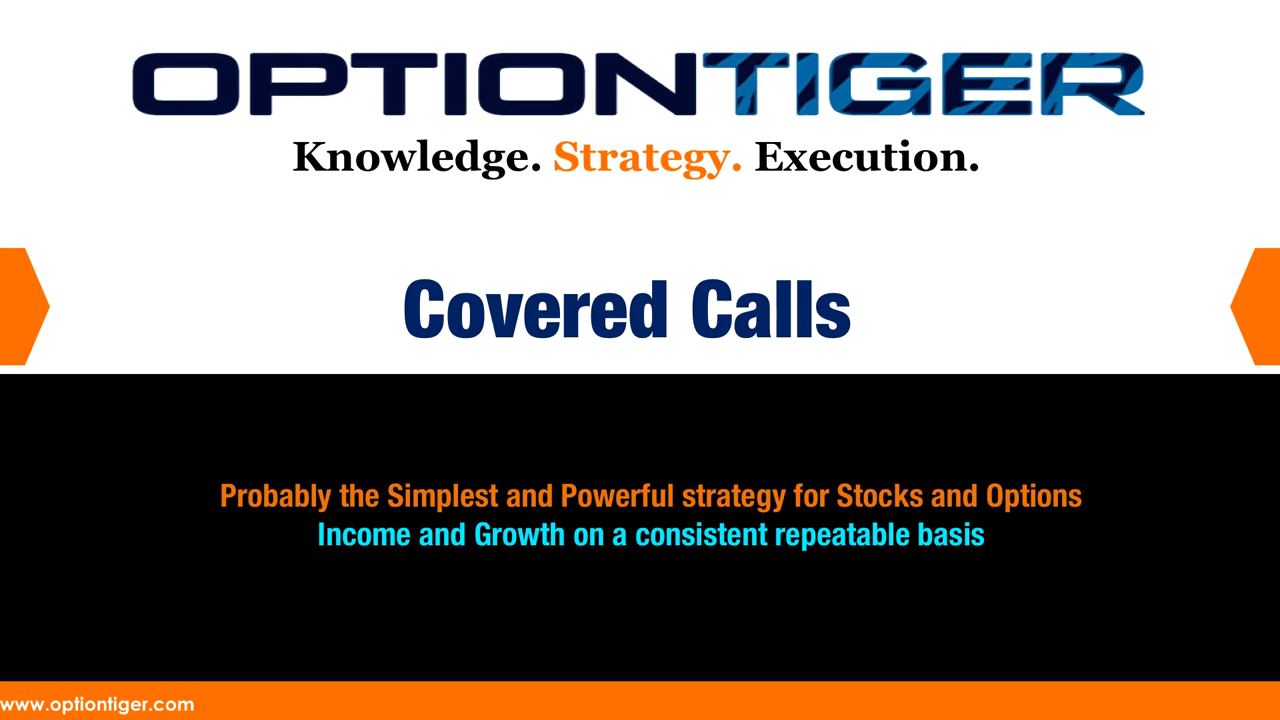 OPTIONTIGER
Knowledge. Strategy. Execution.
Covered Calls
Probably the Simplest and Powerful strategy for Stocks and Options
Income and Growth on a consistent repeatable basis
www.optiontiger.com